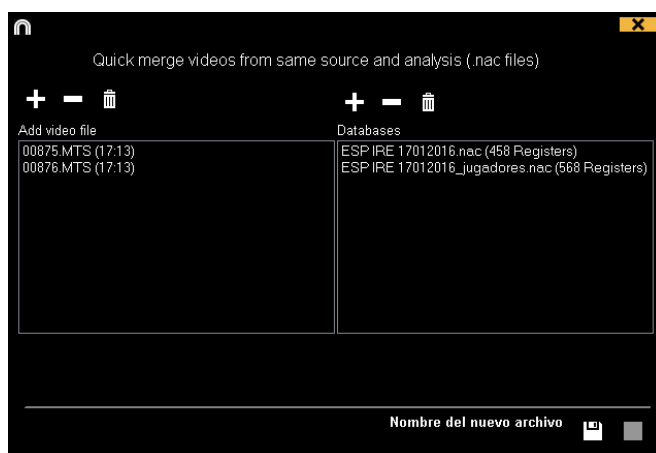 Quick merge videos from same source and analysis (.nac files)
Add video file
00875.MTS (17:13)
00876.MTS (17:13)
Databases
ESP IRE 17012016.nac (458 Registers)
ESP IRE 17012016_jugadores.nac (568 Registers)
Nombre del nuevo archivo